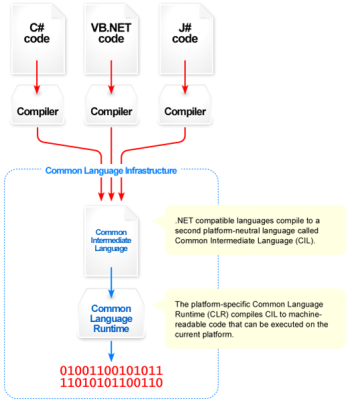 C#
code
VB.NET
code
J#
code
Compiler
Compiler
Compiler
Common Language Infrastructure
Common
Intermediate
Language
.NET compatible languages compile to a
second platform-neutral language called
Common Intermediate Language (CIL).
Common
Language
Runtime
The platform-specific Common Language
Runtime (CLR) compiles CIL to machine-
readable code that can be executed on the
current platform.
01001100101011
11010101100110